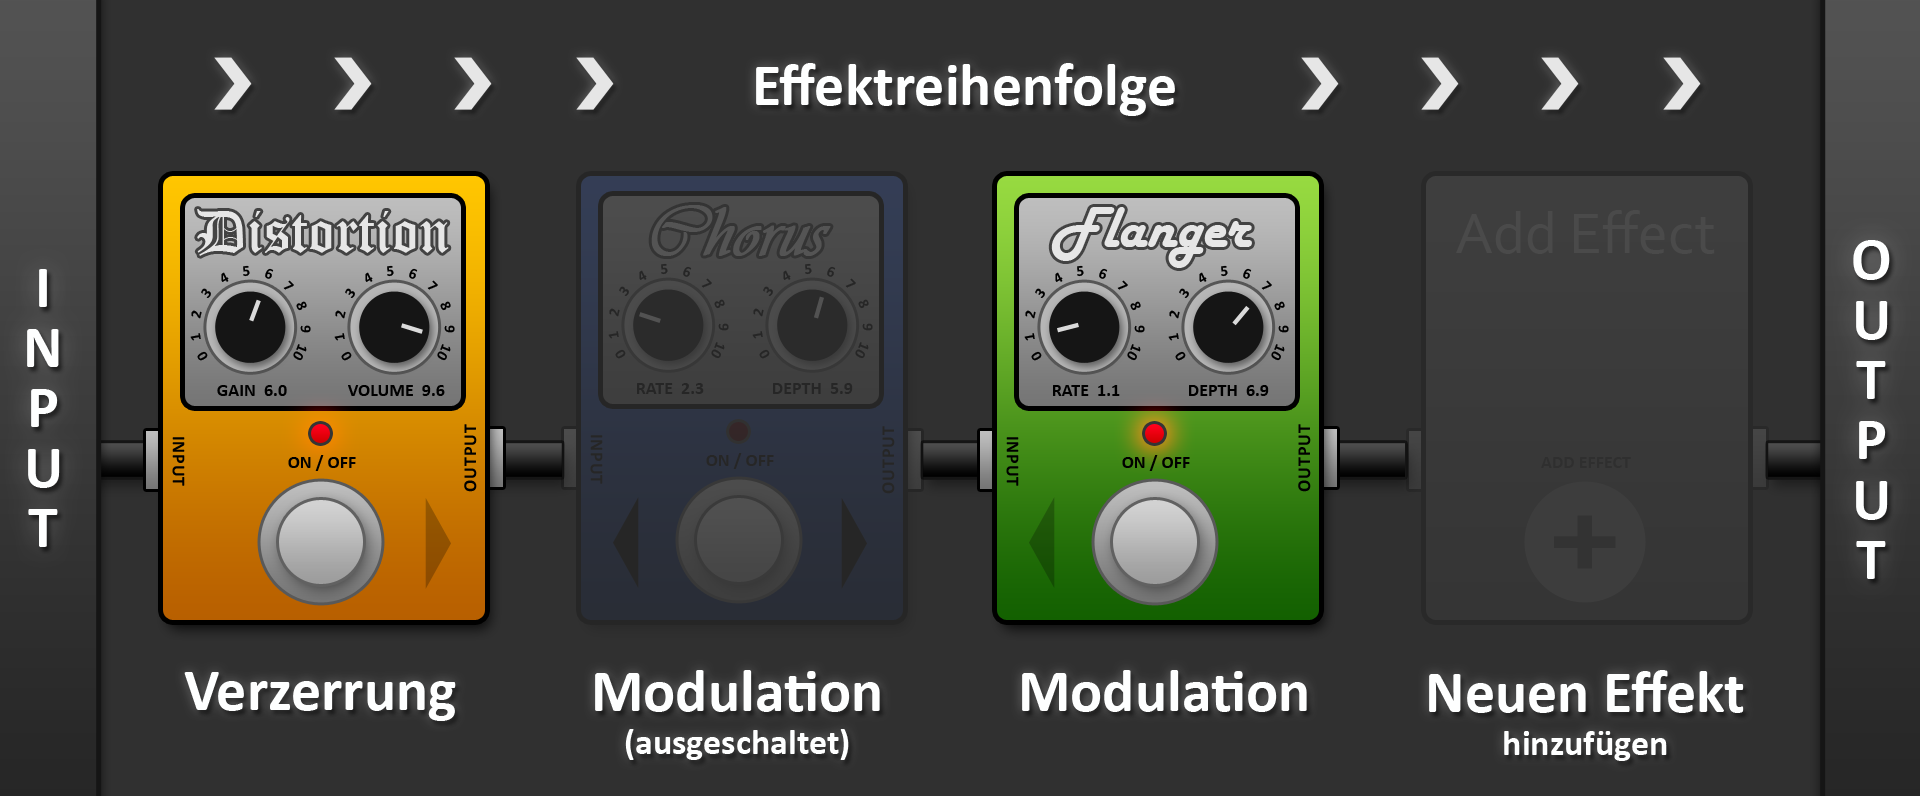 Effektreihenfolge
INPUT
Distortion
0 1 2 3 4 5 6 7 8 9 10
0 1 2 3 4 5 6 7 8 9 10
GAIN 6.0
VOLUME 9.6
INPUT
ON / OFF
OUTPUT
Verzerrung
Chorus
0 1 2 3 4 5 6 7 8 9 10
0 1 2 3 4 5 6 7 8 9 10
RATE 2.3
DEPTH 5.9
INPUT
ON / OFF
OUTPUT
Modulation
(ausgeschaltet)
Flanger
0 1 2 3 4 5 6 7 8 9 10
0 1 2 3 4 5 6 7 8 9 10
RATE 1.1
DEPTH 6.9
INPUT
ON / OFF
OUTPUT
Modulation
Add Effect
ADD EFFECT
Neuen Effekt
hinzufügen
OUTPUT